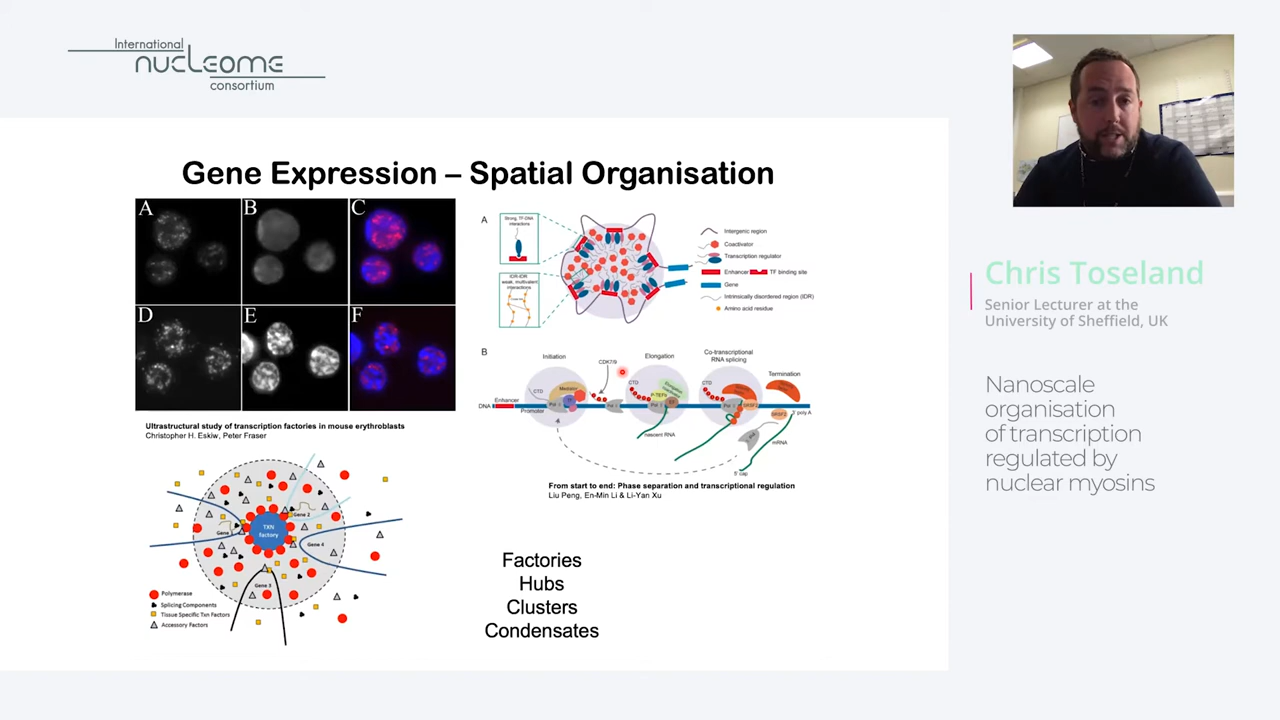 International
nucleome
consortium
Gene Expression – Spatial Organisation
A
B
C
D
E
F
Ultrastructural study of transcription factories in mouse erythroblasts
Christopher H. Eskiw, Peter Fraser
TXN
factory
Gene 2
Gene 4
Gene 3
Polymerase
Splicing Components
Tissue Specific Txn Factors
Accessory Factors
A
Strong, TF-DNA
interactions
IDR-IDR
weak, multivalent
interactions
Intergenic region
Coactivator
Transcription regulator
Enhancer
TF binding site
Gene
Intrinsically disordered region (IDR)
Amino acid residue
B
Initiation
CDK7/9
Elongation
Co-transcriptional
RNA splicing
Termination
CTD
Mediator
CTD
P-TEFb
CTD
Enhancer
DNA
Promoter
nascent RNA
SRSF2
SRSF2
3' poly A
mRNA
5' cap
From start to end: Phase separation and transcriptional regulation
Liu Peng, En-Min Li & Li-Yan Xu
Factories
Hubs
Clusters
Condensates
Chris Toseland
Senior Lecturer at the
University of Sheffield, UK
Nanoscale
organisation
of transcription
regulated by
nuclear myosins